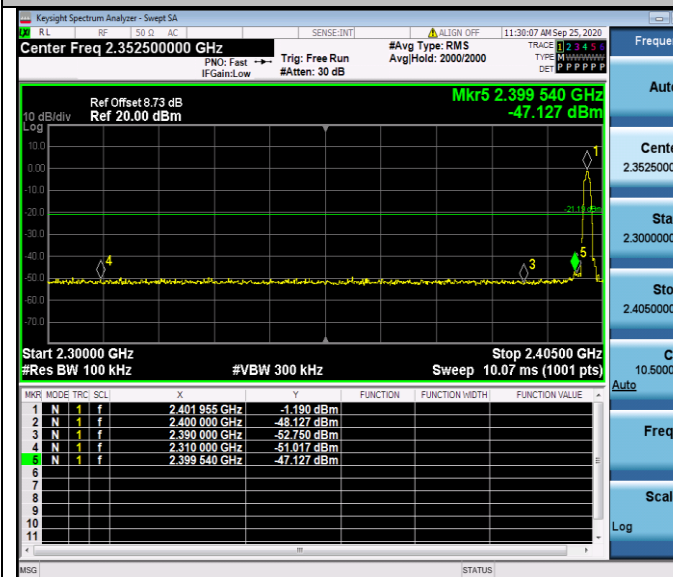 Keysight Spectrum Analyzer - Swept SA
RL RF 50 Ω AC SENSE:INT ALIGN OFF 11:30:07 AM Sep 25, 2020
Center Freq 2.352500000 GHz #Avg Type: RMS TRACE 1 2 3 4 5 6
PNO: Fast Trig: Free Run Avg|Hold: 2000/2000 TYPE M WWWWW
IFGain:Low #Atten: 30 dB DET P P P P P P
Mkr5 2.399 540 GHz
-47.127 dBm
Ref Offset 8.73 dB
10 dB/div Ref 20.00 dBm
Log
10.0
0.00
-10.0
-20.0
-30.0
-40.0
-50.0
-60.0
-70.0
1
-21.19 dBm
4
3
5
Start 2.30000 GHz Stop 2.40500 GHz
#Res BW 100 kHz #VBW 300 kHz Sweep 10.07 ms (1001 pts)
MKR MODE TRC SCL X Y FUNCTION FUNCTION WIDTH FUNCTION VALUE
1 N 1 f 2.401 955 GHz -1.190 dBm
2 N 1 f 2.400 000 GHz -48.127 dBm
3 N 1 f 2.390 000 GHz -52.750 dBm
4 N 1 f 2.310 000 GHz -51.017 dBm
5 N 1 f 2.399 540 GHz -47.127 dBm
6
7
8
9
10
11
MSG STATUS
Freque
Aut
Cente
2.3525000
Sta
2.3000000
Sto
2.4050000
C
10.5000
Auto
Freq
Scal
Log